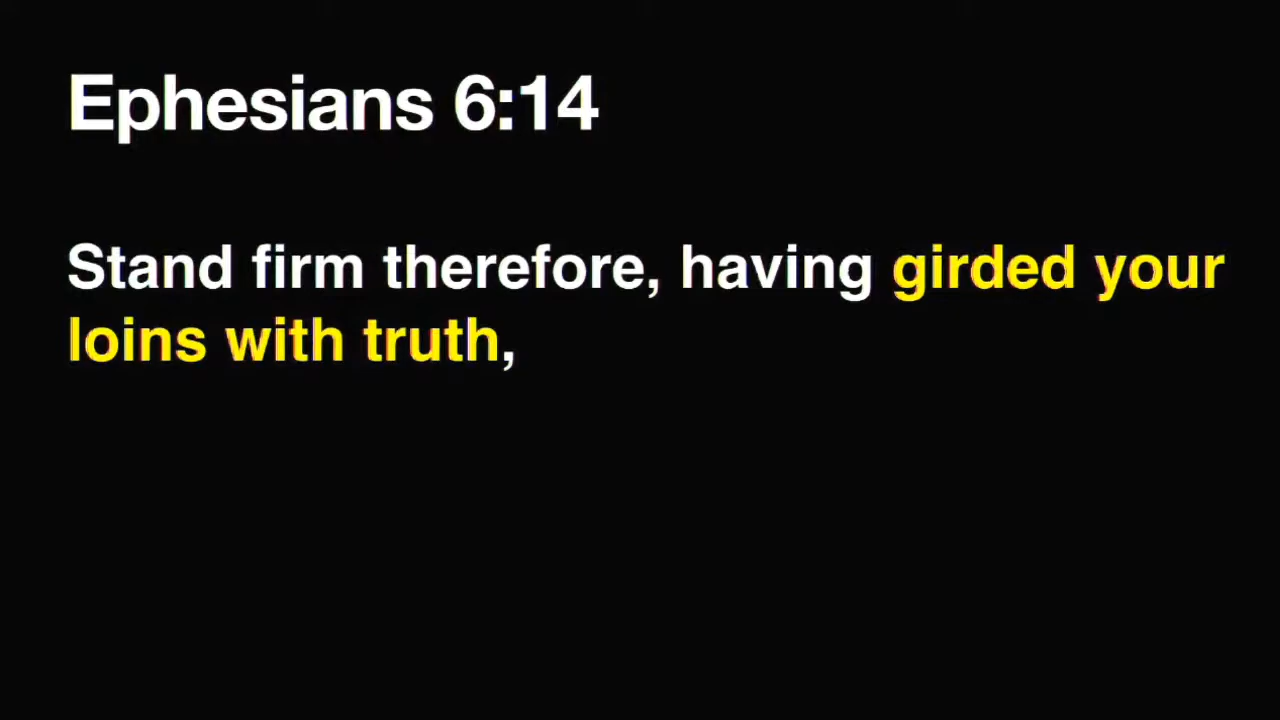 Ephesians 6:14
Stand firm therefore, having girded your
loins with truth,